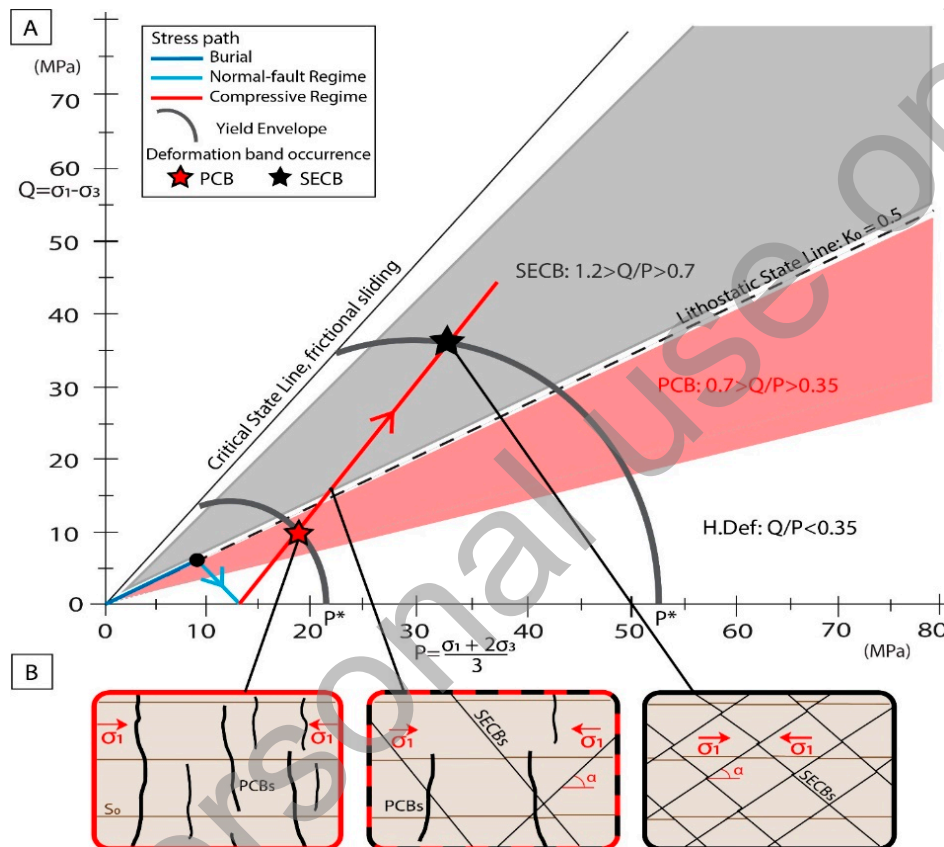 A
(MPa)
70
60
Q=σ₁-σ₃
50
40
30
20
10
0
Stress path
Burial
Normal-fault Regime
Compressive Regime
Yield Envelope
Deformation band occurrence
PCB
SECB
Critical State Line, frictional sliding
SECB: 1.2>Q/P>0.7
Lithostatic State Line: K₀ = 0.5
PCB: 0.7>Q/P>0.35
H.Def: Q/P<0.35
P*
P*
0 10 20 30 40 50 60 70 80
P=σ₁ + 2σ₃
3
(MPa)
B
σ₁
σ₁
PCBs
S₀
SECBs
σ₁
σ₁
α
PCBs
σ₁
σ₁
α
SECBs
personal use on